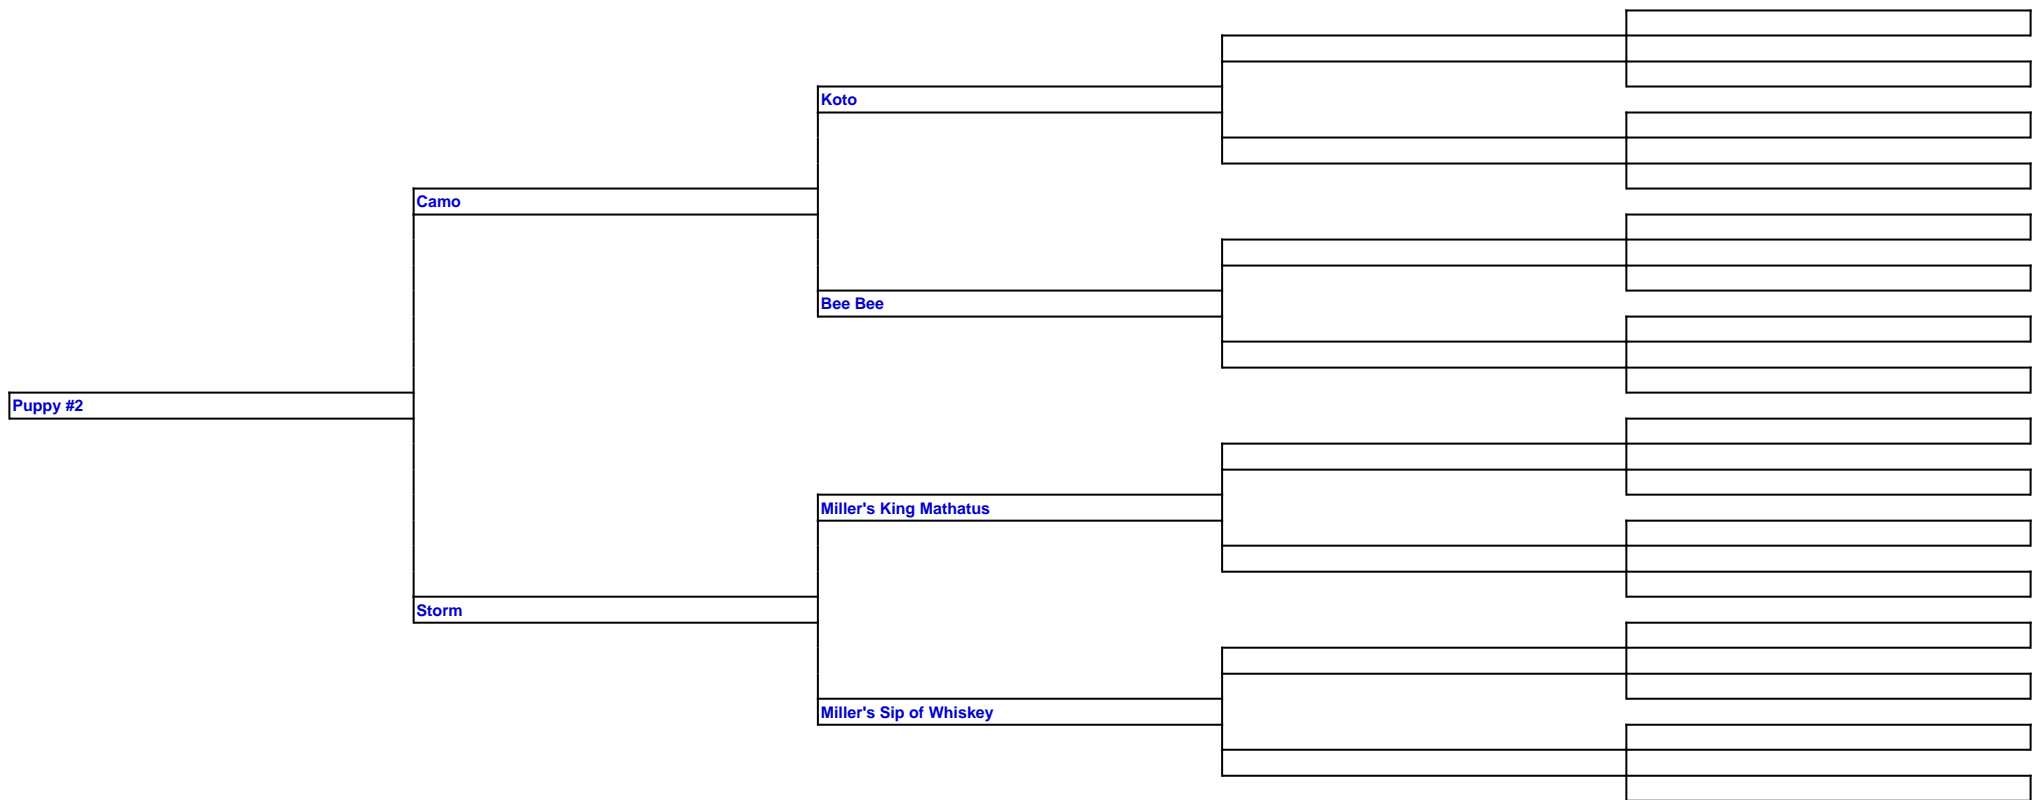 Koto
Camo
Bee Bee
Puppy #2
Miller's King Mathatus
Storm
Miller's Sip of Whiskey